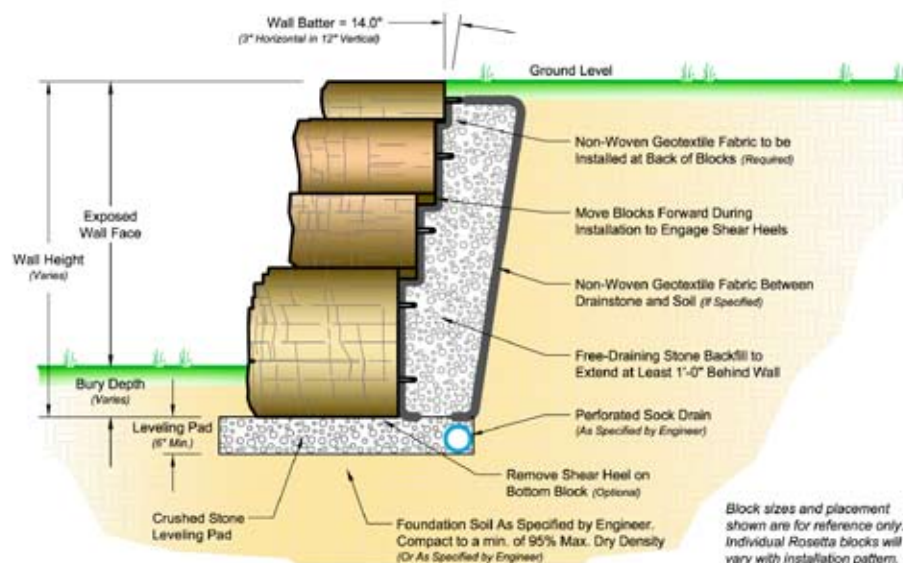 Wall Batter = 14.0°
(3" Horizontal in 12" Vertical)
Ground Level
Non-Woven Geotextile Fabric to be
Installed at Back of Blocks (Required)
Move Blocks Forward During
Installation to Engage Shear Heels
Exposed
Wall Face
Wall Height
(Varies)
Non-Woven Geotextile Fabric Between
Drainstone and Soil (If Specified)
Free-Draining Stone Backfill to
Extend at Least 1'-0" Behind Wall
Bury Depth
(Varies)
Leveling Pad
(6" Min.)
Perforated Sock Drain
(As Specified by Engineer)
Remove Shear Heel on
Bottom Block (Optional)
Crushed Stone
Leveling Pad
Foundation Soil As Specified by Engineer.
Compact to a min. of 95% Max. Dry Density
(Or As Specified by Engineer)
Block sizes and placement
shown are for reference only.
Individual Rosetta blocks will
vary with installation pattern.